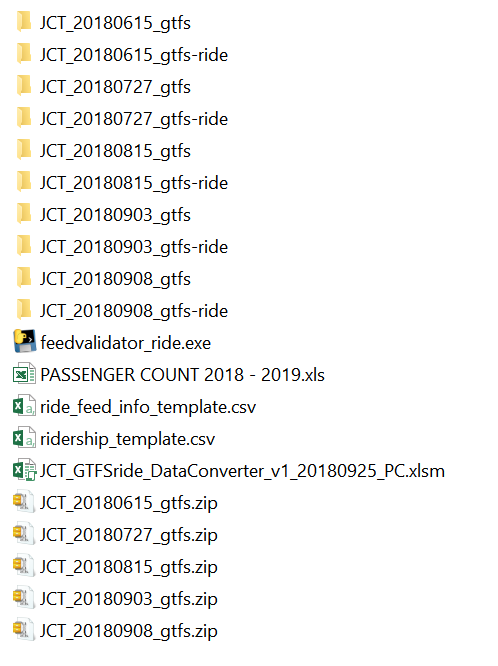 JCT_20180615_gtfs
JCT_20180615_gtfs-ride
JCT_20180727_gtfs
JCT_20180727_gtfs-ride
JCT_20180815_gtfs
JCT_20180815_gtfs-ride
JCT_20180903_gtfs
JCT_20180903_gtfs-ride
JCT_20180908_gtfs
JCT_20180908_gtfs-ride
feedvalidator_ride.exe
PASSENGER COUNT 2018 - 2019.xls
ride_feed_info_template.csv
ridership_template.csv
JCT_GTFSride_DataConverter_v1_20180925_PC.xlsm
JCT_20180615_gtfs.zip
JCT_20180727_gtfs.zip
JCT_20180815_gtfs.zip
JCT_20180903_gtfs.zip
JCT_20180908_gtfs.zip